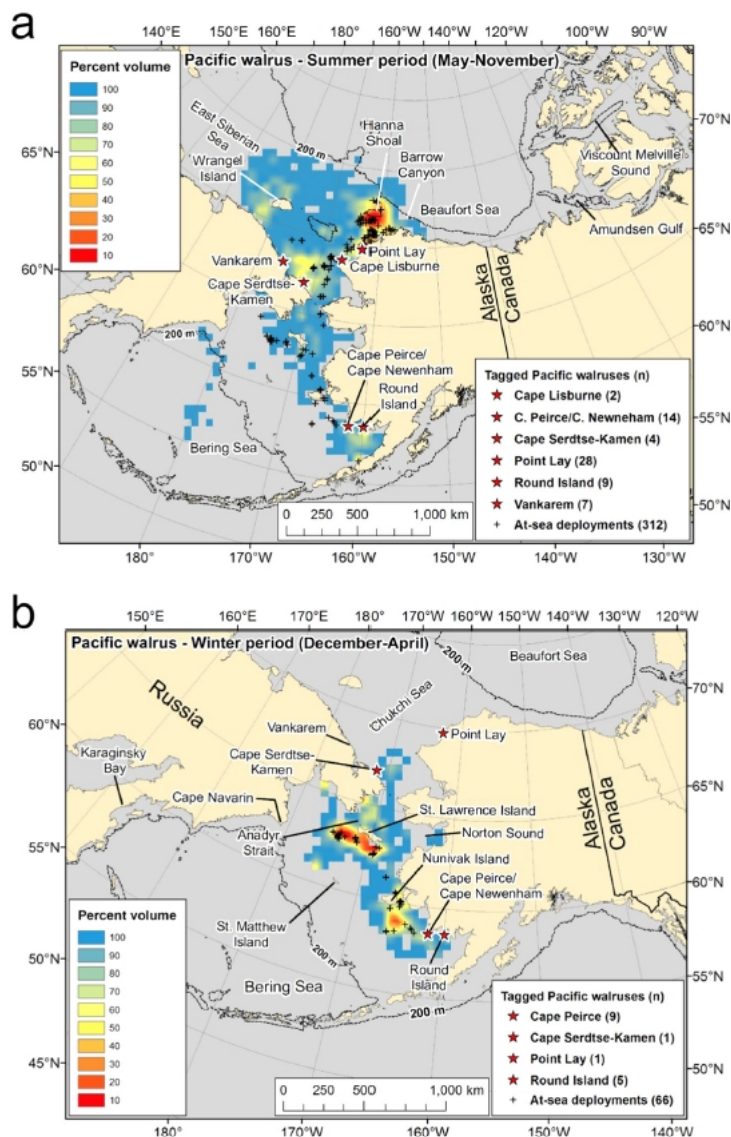 a
140°E 150°E 160°E 170°E 180° 170°W 160°W 150°W 140°W 130°W 120°W 110°W 100°W 90°W
Pacific walrus - Summer period (May-November)
Percent volume
100
90
80
70
60
50
40
30
20
10
East Siberian
Sea
Wrangel
Island
200 m
Hanna
Shoal
Barrow
Canyon
Beaufort Sea
Viscount Melville
Sound
Amundsen Gulf
70°N
65°N
65°N
Vankarem
Point Lay
Cape Lisburne
Cape Serdtse-
Kamen
60°N
Alaska
Canada
60°N
200 m
Cape Peirce/
Cape Newenham
Round
Island
55°N
55°N
Bering Sea
50°N
50°N
Tagged Pacific walruses (n)
Cape Lisburne (2)
C. Peirce/C. Newneham (14)
Cape Serdtse-Kamen (4)
Point Lay (28)
Round Island (9)
Vankarem (7)
At-sea deployments (312)
0 250 500 1,000 km
180° 170°W 160°W 150°W 140°W 130°W
b
150°E 160°E 170°E 180° 170°W 160°W 150°W 140°W 130°W 120°W
Pacific walrus - Winter period (December-April)
200 m
Beaufort Sea
Russia
Chukchi Sea
70°N
60°N
Vankarem
Point Lay
Karaginsky
Bay
Cape Serdtse-
Kamen
65°N
Cape Navarin
St. Lawrence Island
Alaska
Canada
Anadyr
Strait
Norton Sound
55°N
60°N
Nunivak Island
Cape Peirce/
Cape Newenham
St. Matthew
Island
Percent volume
100
90
80
70
60
50
40
30
20
10
50°N
200 m
Round
Island
55°N
Bering Sea
200 m
45°N
50°N
Tagged Pacific walruses (n)
Cape Peirce (9)
Cape Serdtse-Kamen (1)
Point Lay (1)
Round Island (5)
At-sea deployments (66)
0 250 500 1,000 km
180° 170°W 160°W 150°W 140°W